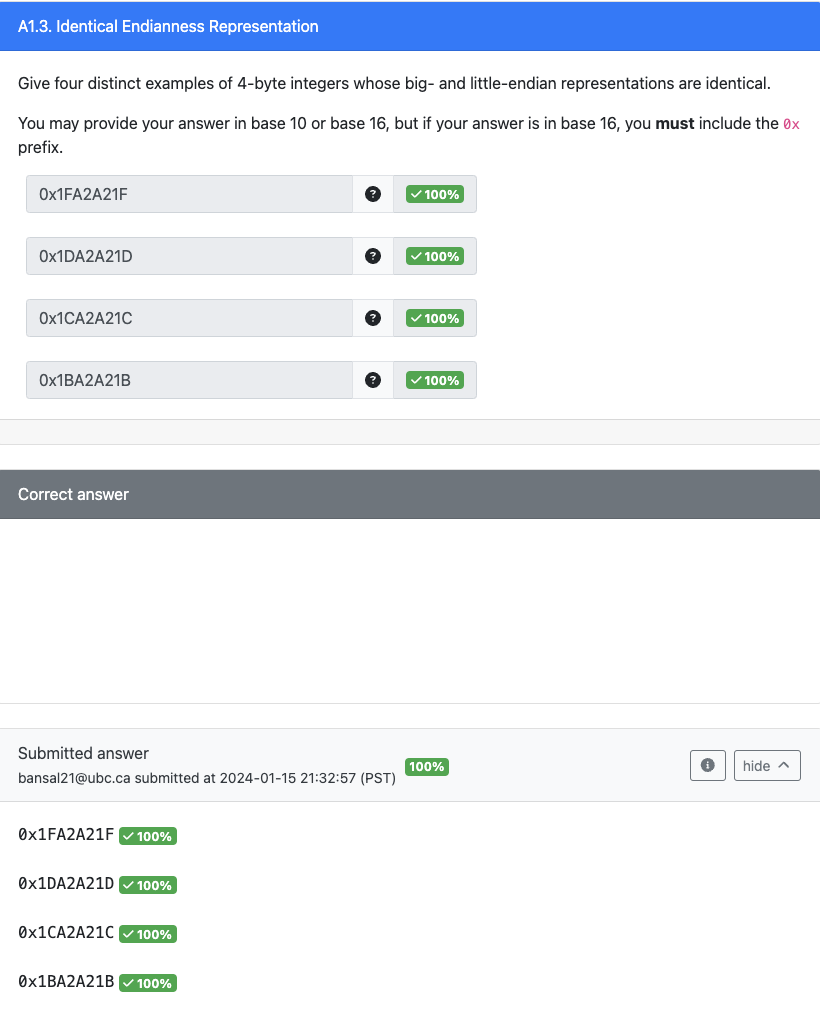 A1.3. Identical Endianness Representation
Give four distinct examples of 4-byte integers whose big- and little-endian representations are identical.
You may provide your answer in base 10 or base 16, but if your answer is in base 16, you must include the 0x
prefix.
0x1FA2A21F ? 100%
0x1DA2A21D ? 100%
0x1CA2A21C ? 100%
0x1BA2A21B ? 100%
Correct answer
Submitted answer
bansal21@ubc.ca submitted at 2024-01-15 21:32:57 (PST) 100% i hide
0x1FA2A21F 100%
0x1DA2A21D 100%
0x1CA2A21C 100%
0x1BA2A21B 100%